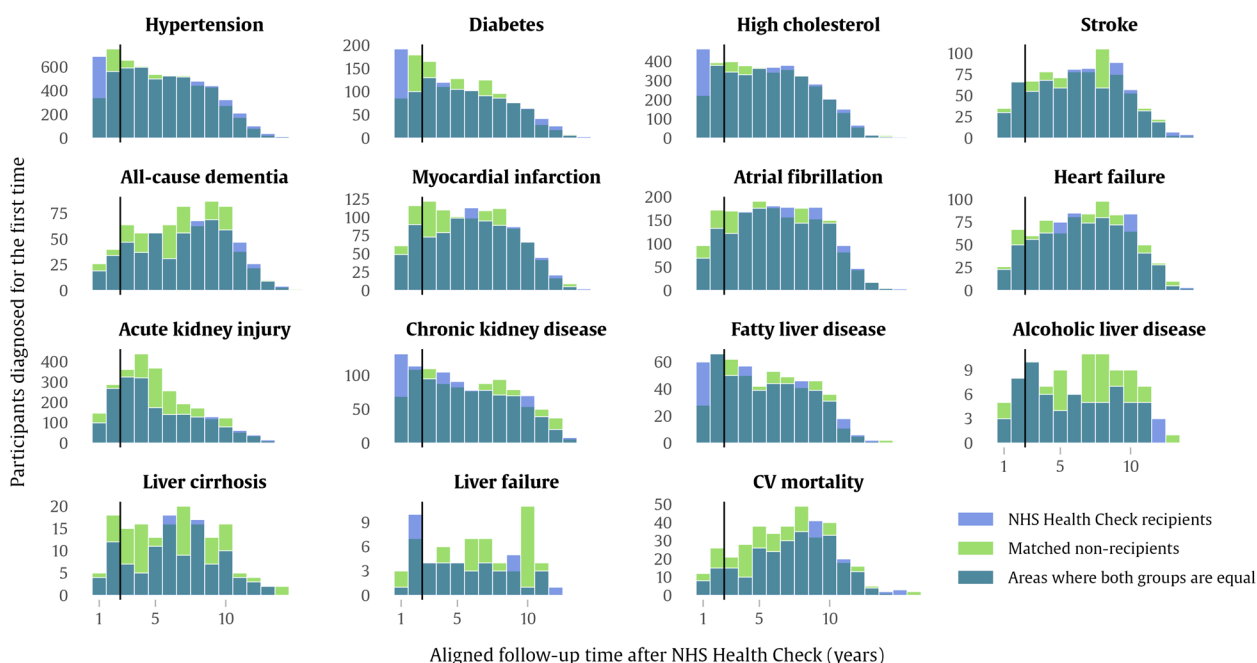 Hypertension
Diabetes
High cholesterol
Stroke
600
400
200
0
200
150
100
50
0
400
300
200
100
0
100
75
50
25
0
All-cause dementia
Myocardial infarction
Atrial fibrillation
Heart failure
75
50
25
0
125
100
75
50
25
0
200
150
100
50
0
100
75
50
25
0
Acute kidney injury
Chronic kidney disease
Fatty liver disease
Alcoholic liver disease
400
300
200
100
0
100
50
0
60
40
20
0
9
6
3
0
1 5 10
Liver cirrhosis
Liver failure
CV mortality
20
15
10
5
0
9
6
3
0
50
40
30
20
10
0
1 5 10
1 5 10
1 5 10
Participants diagnosed for the first time
Aligned follow-up time after NHS Health Check (years)
NHS Health Check recipients
Matched non-recipients
Areas where both groups are equal